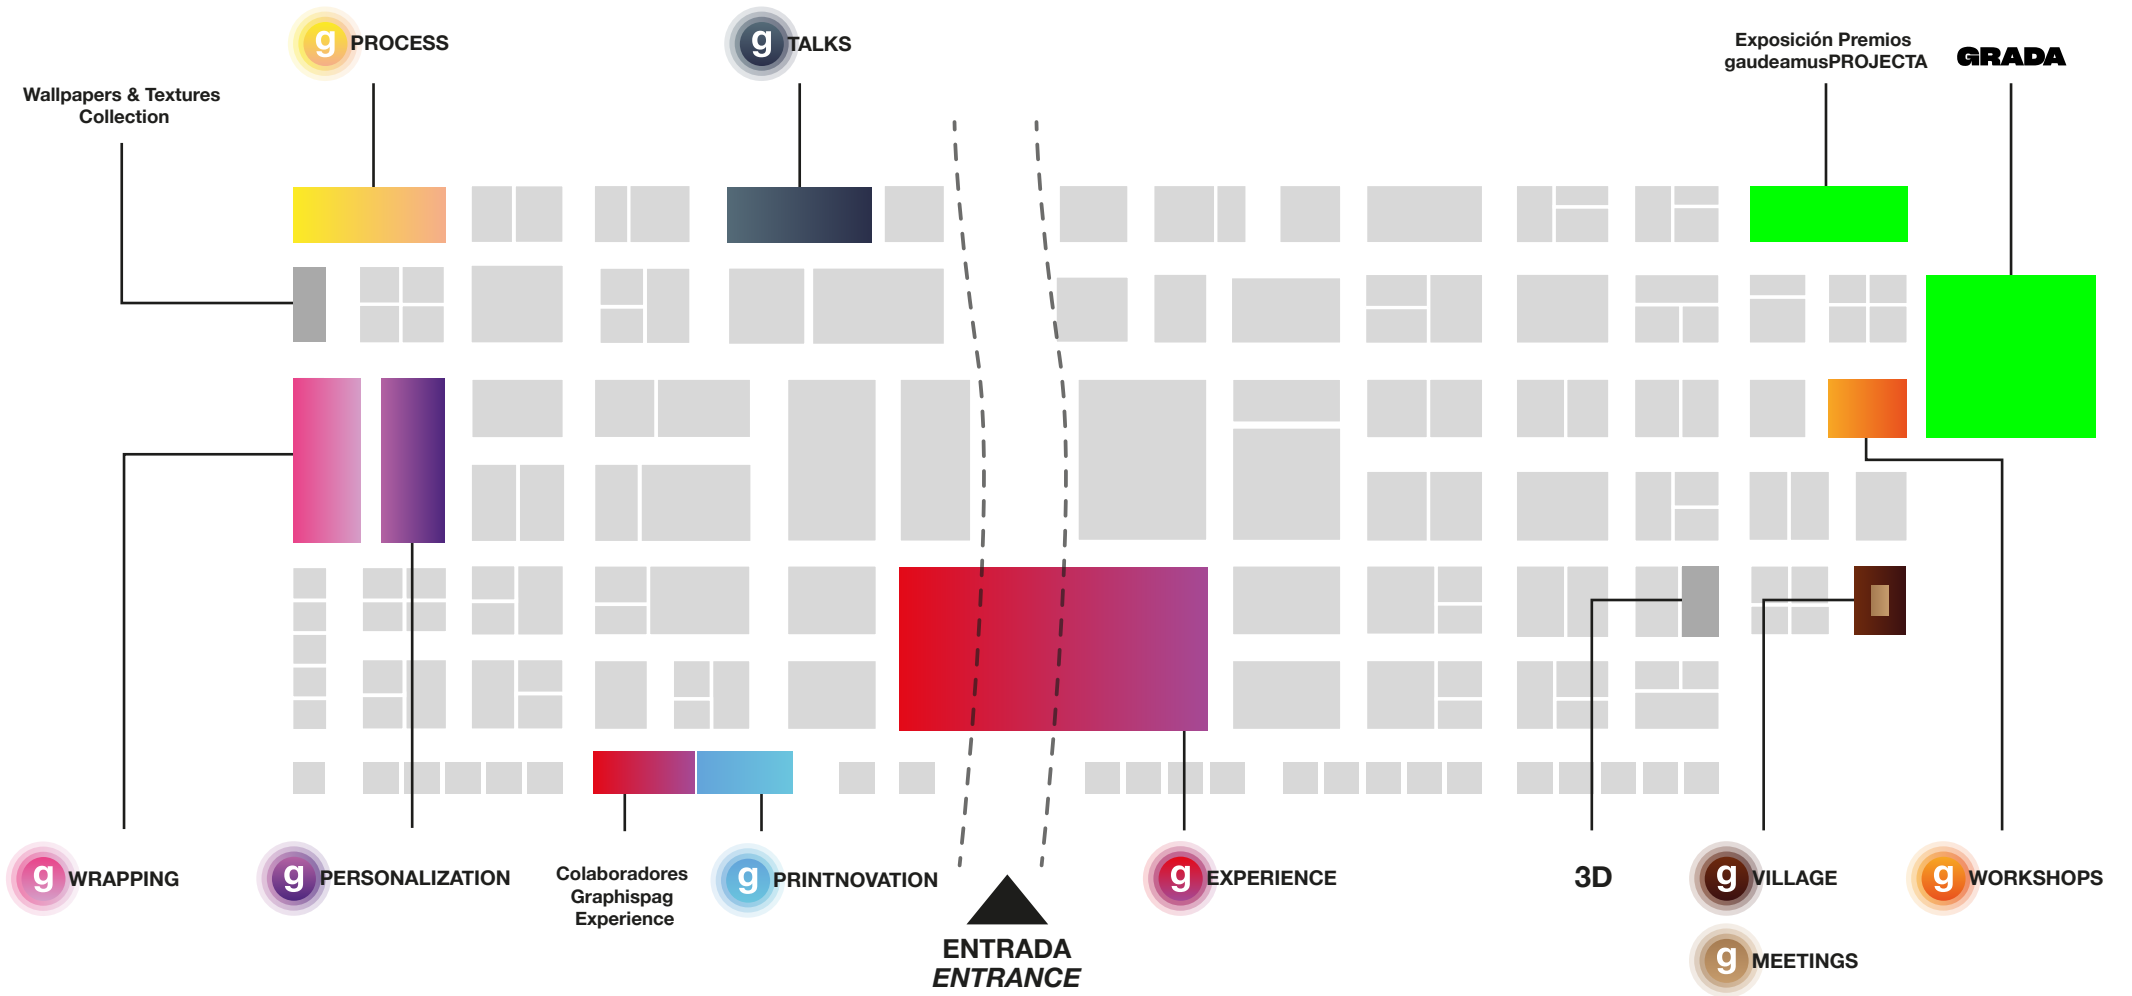 g PROCESS
g TALKS
Exposición Premios
gaudeamusPROJECTA
GRADA
Wallpapers & Textures
Collection
g WRAPPING
g PERSONALIZATION
Colaboradores
Graphispag
Experience
g PRINTNOVATION
ENTRADA
ENTRANCE
g EXPERIENCE
3D
g VILLAGE
g MEETINGS
g WORKSHOPS